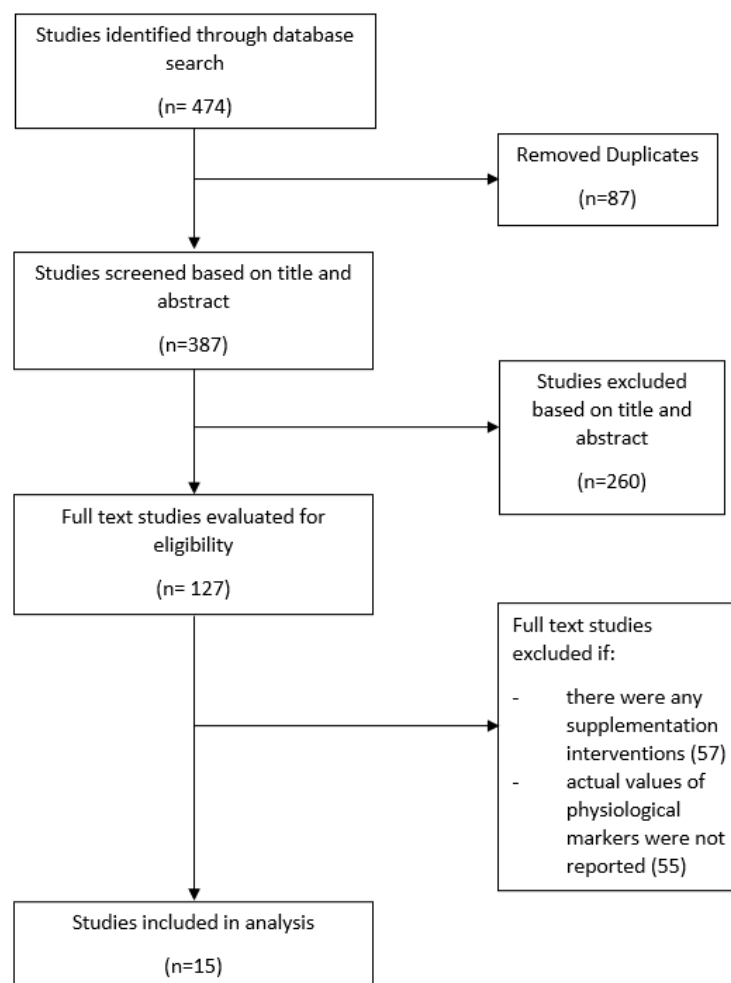 Studies identified through database
search
(n= 474)
Removed Duplicates
(n=87)
Studies screened based on title and
abstract
(n=387)
Studies excluded
based on title and
abstract
(n=260)
Full text studies evaluated for
eligibility
(n= 127)
Full text studies
excluded if:
- there were any
supplementation
interventions (57)
- actual values of
physiological
markers were not
reported (55)
Studies included in analysis
(n=15)